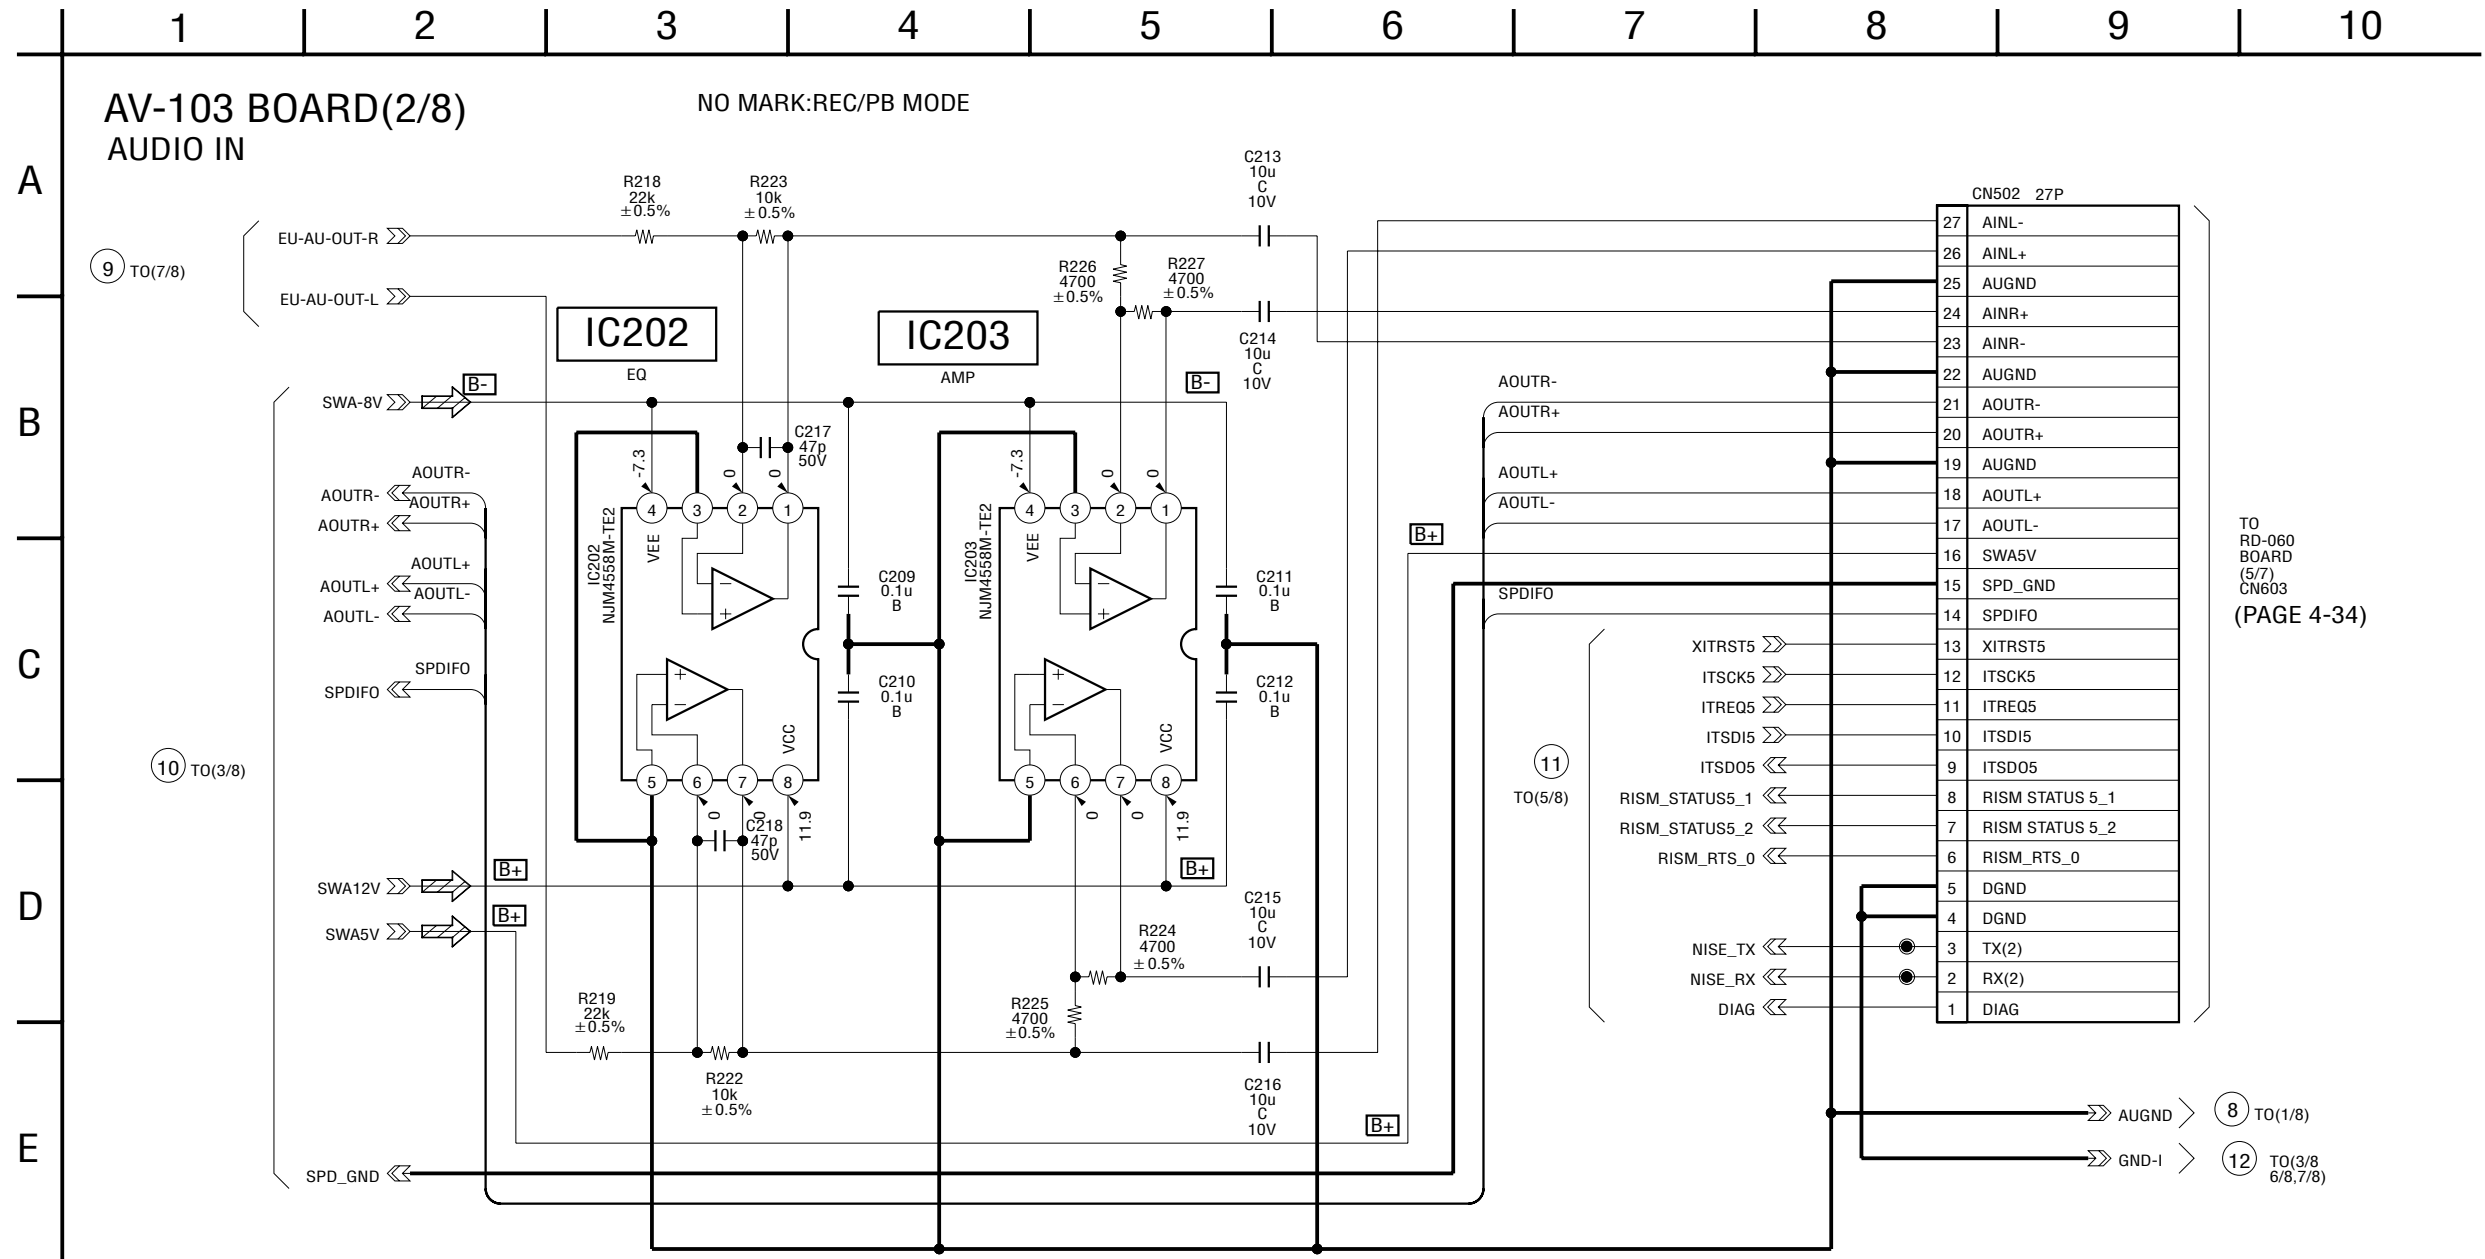 1 2 3 4 5 6 7 8 9 10
A
B
C
D
E
AV-103 BOARD(2/8)
AUDIO IN
NO MARK:REC/PB MODE
9 TO(7/8)
EU-AU-OUT-R
EU-AU-OUT-L
R218
22k
±0.5%
R223
10k
±0.5%
C213
10u
C
10V
R226
4700
±0.5%
R227
4700
±0.5%
C214
10u
C
10V
IC202
EQ
IC203
AMP
10 TO(3/8)
SWA-8V
B-
B-
AOUTR-
AOUTR-
AOUTR+
AOUTR+
AOUTL+
AOUTL+
AOUTL-
AOUTL-
SPDIFO
SPDIFO
SWA12V
B+
SWA5V
B+
SPD_GND
C217
47p
50V
-7.3
0
0
4 3 2 1
IC202
NJM4558M-TE2
VEE
VCC
5 6 7 8
0
0
11.9
C218
47p
50V
C209
0.1u
B
C210
0.1u
B
-7.3
0
0
4 3 2 1
IC203
NJM4558M-TE2
VEE
VCC
5 6 7 8
0
0
11.9
C211
0.1u
B
C212
0.1u
B
B+
C215
10u
C
10V
R224
4700
±0.5%
R225
4700
±0.5%
R219
22k
±0.5%
R222
10k
±0.5%
C216
10u
C
10V
B+
B+
AOUTR-
AOUTR+
AOUTL+
AOUTL-
SPDIFO
11
TO(5/8)
XITRST5
ITSCK5
ITREQ5
ITSDI5
ITSDO5
RISM_STATUS5_1
RISM_STATUS5_2
RISM_RTS_0
NISE_TX
NISE_RX
DIAG
CN502 27P
27 AINL-
26 AINL+
25 AUGND
24 AINR+
23 AINR-
22 AUGND
21 AOUTR-
20 AOUTR+
19 AUGND
18 AOUTL+
17 AOUTL-
16 SWA5V
15 SPD_GND
14 SPDIFO
13 XITRST5
12 ITSCK5
11 ITREQ5
10 ITSDI5
9 ITSDO5
8 RISM STATUS 5_1
7 RISM STATUS 5_2
6 RISM_RTS_0
5 DGND
4 DGND
3 TX(2)
2 RX(2)
1 DIAG
TO
RD-060
BOARD
(5/7)
CN603
(PAGE 4-34)
AUGND 8 TO(1/8)
GND-I 12 TO(3/8
6/8,7/8)